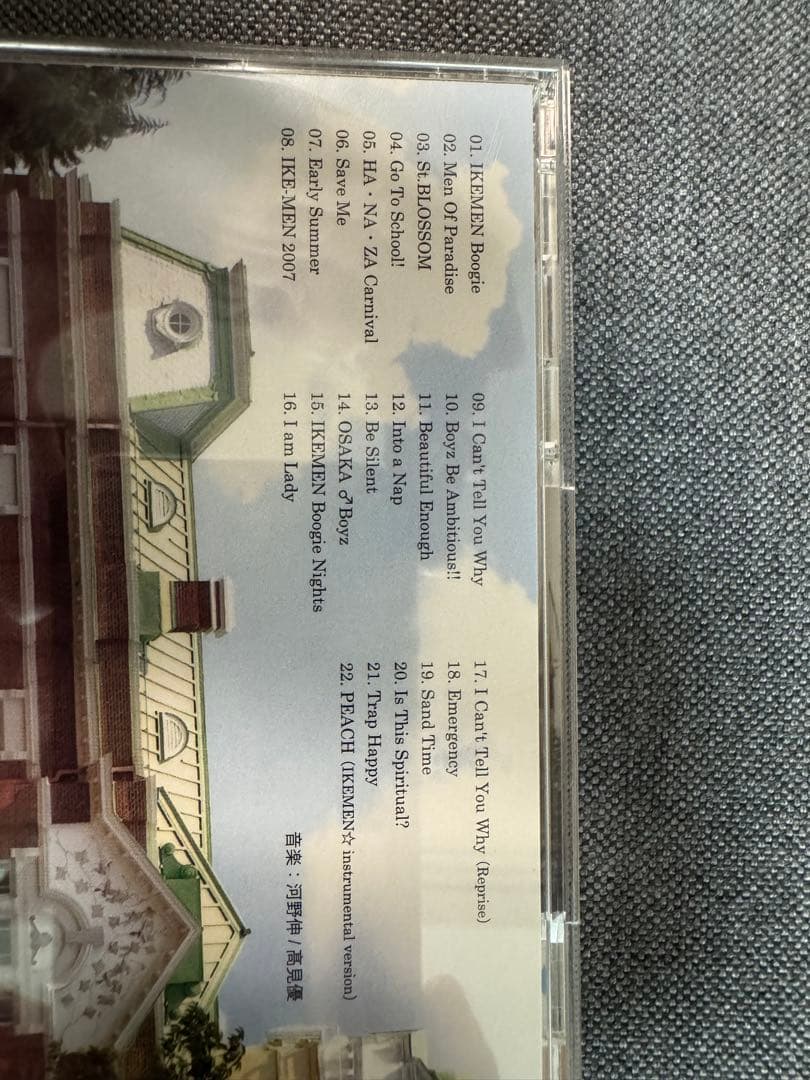 01. IKEMEN Boogie
02. Men Of Paradise
03. St.BLOSSOM
04. Go To School!
05. HA・NA・ZA Carnival
06. Save Me
07. Early Summer
08. IKE-MEN 2007
09. I Can't Tell You Why
10. Boyz Be Ambitious!!
11. Beautiful Enough
12. Into a Nap
13. Be Silent
14. OSAKA ♂Boyz
15. IKEMEN Boogie Nights
16. I am Lady
17. I Can't Tell You Why (Reprise)
18. Emergency
19. Sand Time
20. Is This Spiritual?
21. Trap Happy
22. PEACH (IKEMEN☆ instrumental version)
音楽：河野伸 / 高見優